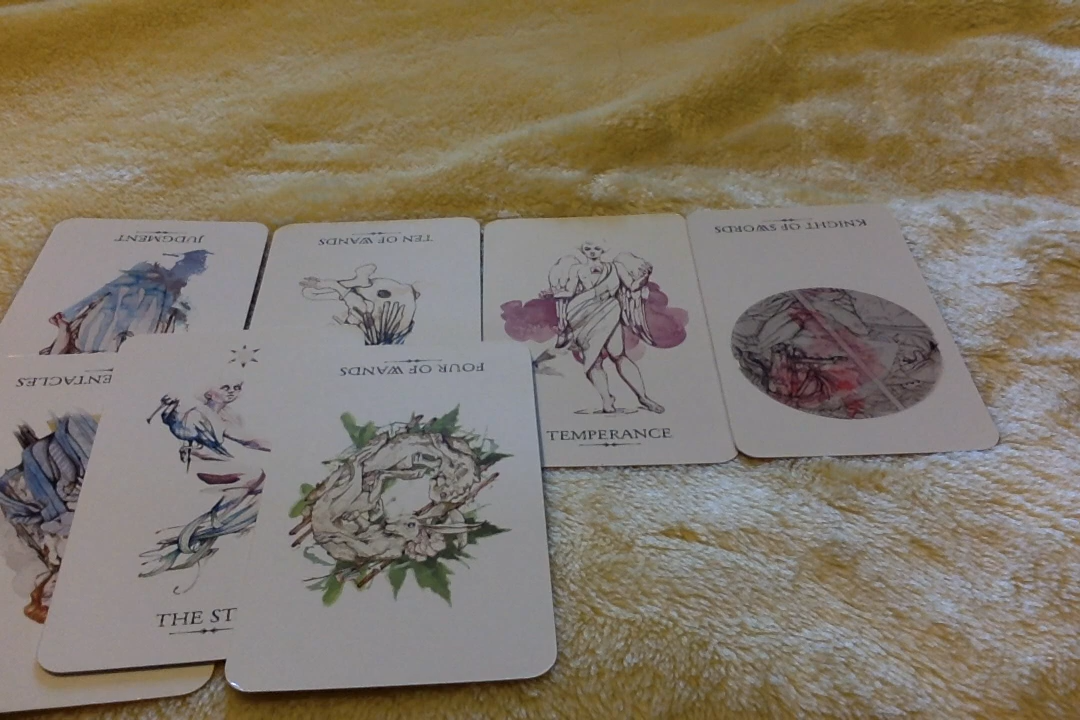 JUDGMENT
TEN OF WANDS
TEMPERANCE
KNIGHT OF SWORDS
ENTACLES
THE ST
FOUR OF WANDS